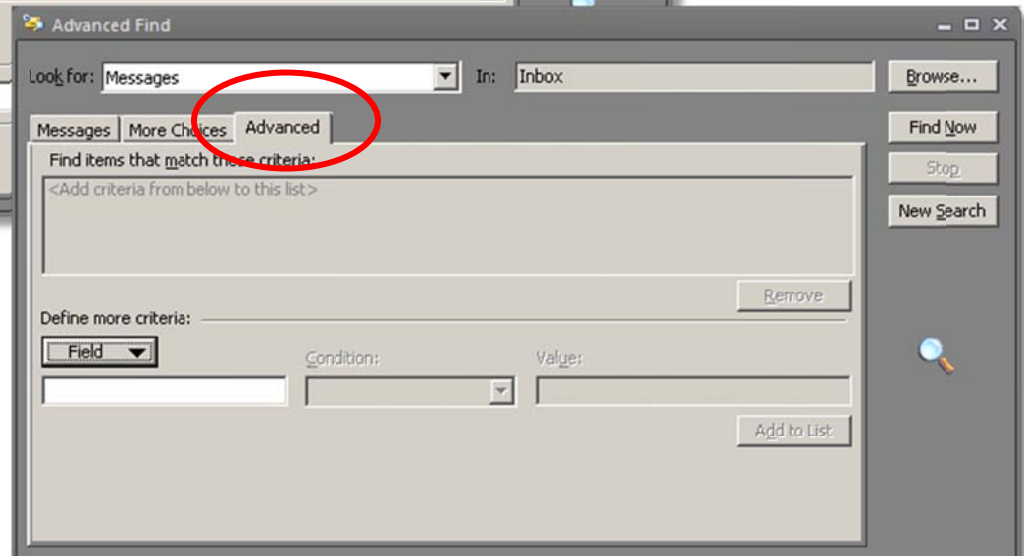 Advanced Find
Look for: Messages In: Inbox Browse...
Messages More Choices Advanced Find Now
Find items that match these criteria:
Stop
<Add criteria from below to this list>
New Search
Remove
Define more criteria:
Field
Condition: Value:
Add to List